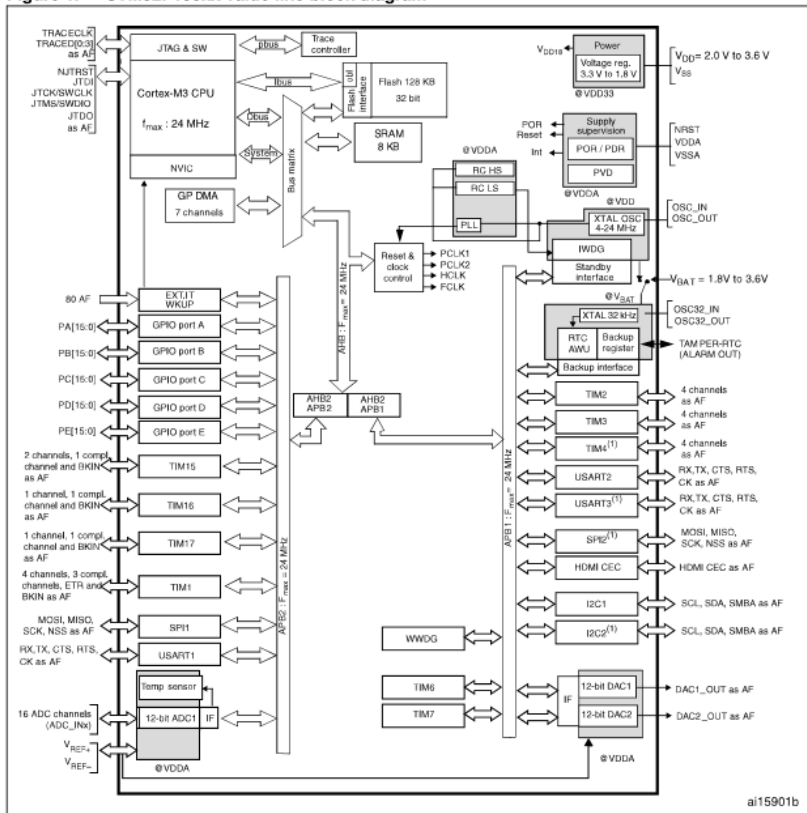 TRACECLK
TRACED[0:3]
as AF
NJTRST
JTDI
JTCK/SWCLK
JTMS/SWDIO
JTDO
as AF
JTAG & SW
Cortex-M3 CPU
fmax : 24 MHz
NVIC
pbus
Trace
controller
Ibus
Dbus
System
Flash obl
interface
Flash 128 KB
32 bit
SRAM
8 KB
Bus matrix
GP DMA
7 channels
VDD18
Power
Voltage reg.
3.3 V to 1.8 V
@VDD33
VDD= 2.0 V to 3.6 V
VSS
POR
Reset
Int
Supply
supervision
POR / PDR
PVD
@VDDA
NRST
VDDA
VSSA
@VDDA
RC HS
RC LS
PLL
@VDD
XTAL OSC
4-24 MHz
IWDG
Standby
interface
OSC_IN
OSC_OUT
Reset &
clock
control
PCLK1
PCLK2
HCLK
FCLK
VBAT = 1.8V to 3.6V
@VBAT
XTAL 32 kHz
RTC
AWU
Backup
register
Backup interface
OSC32_IN
OSC32_OUT
TAMPER-RTC
(ALARM OUT)
AHB : Fmax = 24 MHz
AHB2
APB2
AHB2
APB1
80 AF
EXT.IT
WKUP
PA[15:0]
GPIO port A
PB[15:0]
GPIO port B
PC[15:0]
GPIO port C
PD[15:0]
GPIO port D
PE[15:0]
GPIO port E
2 channels, 1 compl.
channel and BKIN
as AF
TIM15
1 channel, 1 compl.
channel and BKIN
as AF
TIM16
1 channel, 1 compl.
channel and BKIN
as AF
TIM17
4 channels, 3 compl.
channels, ETR and
BKIN as AF
TIM1
MOSI, MISO,
SCK, NSS as AF
SPI1
RX,TX, CTS, RTS,
CK as AF
USART1
Temp sensor
16 ADC channels
(ADC_INx)
12-bit ADC1
IF
VREF+
VREF–
@VDDA
APB2 : Fmax = 24 MHz
APB1 : Fmax = 24 MHz
TIM2
4 channels
as AF
TIM3
4 channels
as AF
TIM4(1)
4 channels
as AF
USART2
RX,TX, CTS, RTS,
CK as AF
USART3(1)
RX,TX, CTS, RTS,
CK as AF
SPI2(1)
MOSI, MISO,
SCK, NSS as AF
HDMI CEC
HDMI CEC as AF
I2C1
SCL, SDA, SMBA as AF
I2C2(1)
SCL, SDA, SMBA as AF
WWDG
TIM6
TIM7
IF
12-bit DAC1
DAC1_OUT as AF
12-bit DAC2
DAC2_OUT as AF
@VDDA
ai15901b